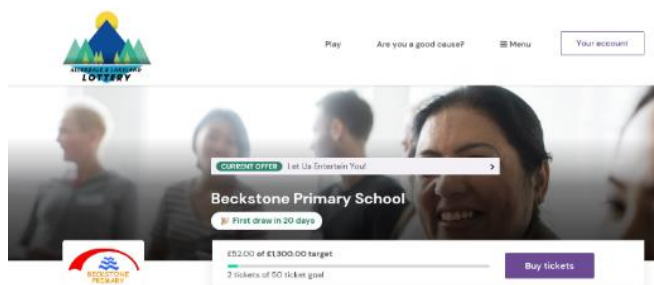 Play
Are you a good cause?
Menu
Your account
ALLERDALE & LAKELAND
LOTTERY
CURRENT OFFER Let Us Entertain You!
Beckstone Primary School
First draw in 20 days
£52.00 of £1,300.00 target
2 tickets of 50 ticket goal
Buy tickets
BECKSTONE
PRIMARY